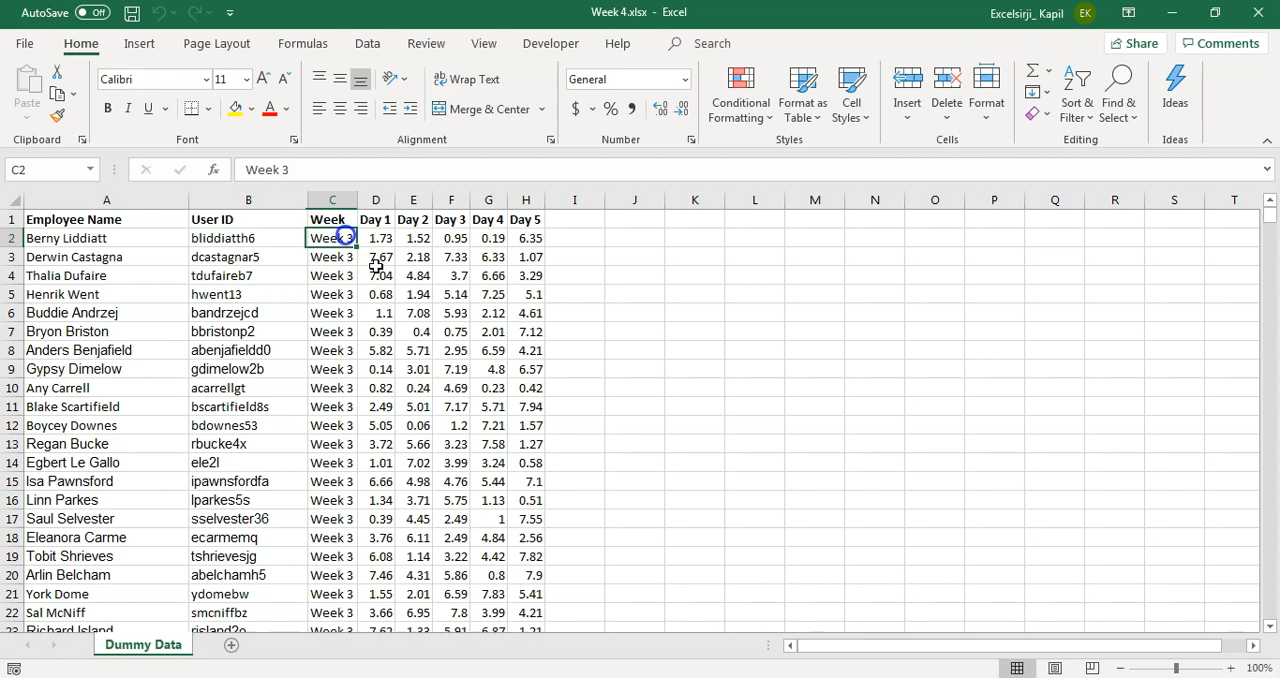 AutoSave Off Week 4.xlsx - Excel Excelsirji_ Kapil EK
File Home Insert Page Layout Formulas Data Review View Developer Help Search Share Comments
Calibri 11 Wrap Text General
Paste B I U A Merge & Center $ % Conditional Formatting Format as Table Cell Styles Insert Delete Format Sort & Filter Find & Select Ideas
Clipboard Font Alignment Number Styles Cells Editing Ideas
C2 fx Week 3
A B C D E F G H I J K L M N O P Q R S T
1 Employee Name User ID Week Day 1 Day 2 Day 3 Day 4 Day 5
2 Berny Liddiatt bliddiatth6 Week 3 1.73 1.52 0.95 0.19 6.35
3 Derwin Castagna dcastagnar5 Week 3 7.67 2.18 7.33 6.33 1.07
4 Thalia Dufaire tdufaireb7 Week 3 7.04 4.84 3.7 6.66 3.29
5 Henrik Went hwent13 Week 3 0.68 1.94 5.14 7.25 5.1
6 Buddie Andrzej bandrzejcd Week 3 1.1 7.08 5.93 2.12 4.61
7 Bryon Briston bbristonp2 Week 3 0.39 0.4 0.75 2.01 7.12
8 Anders Benjafield abenjafieldd0 Week 3 5.82 5.71 2.95 6.59 4.21
9 Gypsy Dimelow gdimelow2b Week 3 0.14 3.01 7.19 4.8 6.57
10 Any Carrell acarrellgt Week 3 0.82 0.24 4.69 0.23 0.42
11 Blake Scartifield bscartifield8s Week 3 2.49 5.01 7.17 5.71 7.94
12 Boycey Downes bdownes53 Week 3 5.05 0.06 1.2 7.21 1.57
13 Regan Bucke rbucke4x Week 3 3.72 5.66 3.23 7.58 1.27
14 Egbert Le Gallo ele2l Week 3 1.01 7.02 3.99 3.24 0.58
15 Isa Pawnsford ipawnsfordfa Week 3 6.66 4.98 4.76 5.44 7.1
16 Linn Parkes lparkes5s Week 3 1.34 3.71 5.75 1.13 0.51
17 Saul Selvester sselvester36 Week 3 0.39 4.45 2.49 1 7.55
18 Eleanora Carme ecarmemq Week 3 3.76 6.11 2.49 4.84 2.56
19 Tobit Shrieves tshrievesjg Week 3 6.08 1.14 3.22 4.42 7.82
20 Arlin Belcham abelchamh5 Week 3 7.46 4.31 5.86 0.8 7.9
21 York Dome ydomebw Week 3 1.55 2.01 6.59 7.83 5.41
22 Sal McNiff smcniffbz Week 3 3.66 6.95 7.8 3.99 4.21
23 Richard Island risland2o Week 3 7.62 1.33 5.91 6.87 1.21
Dummy Data
100%